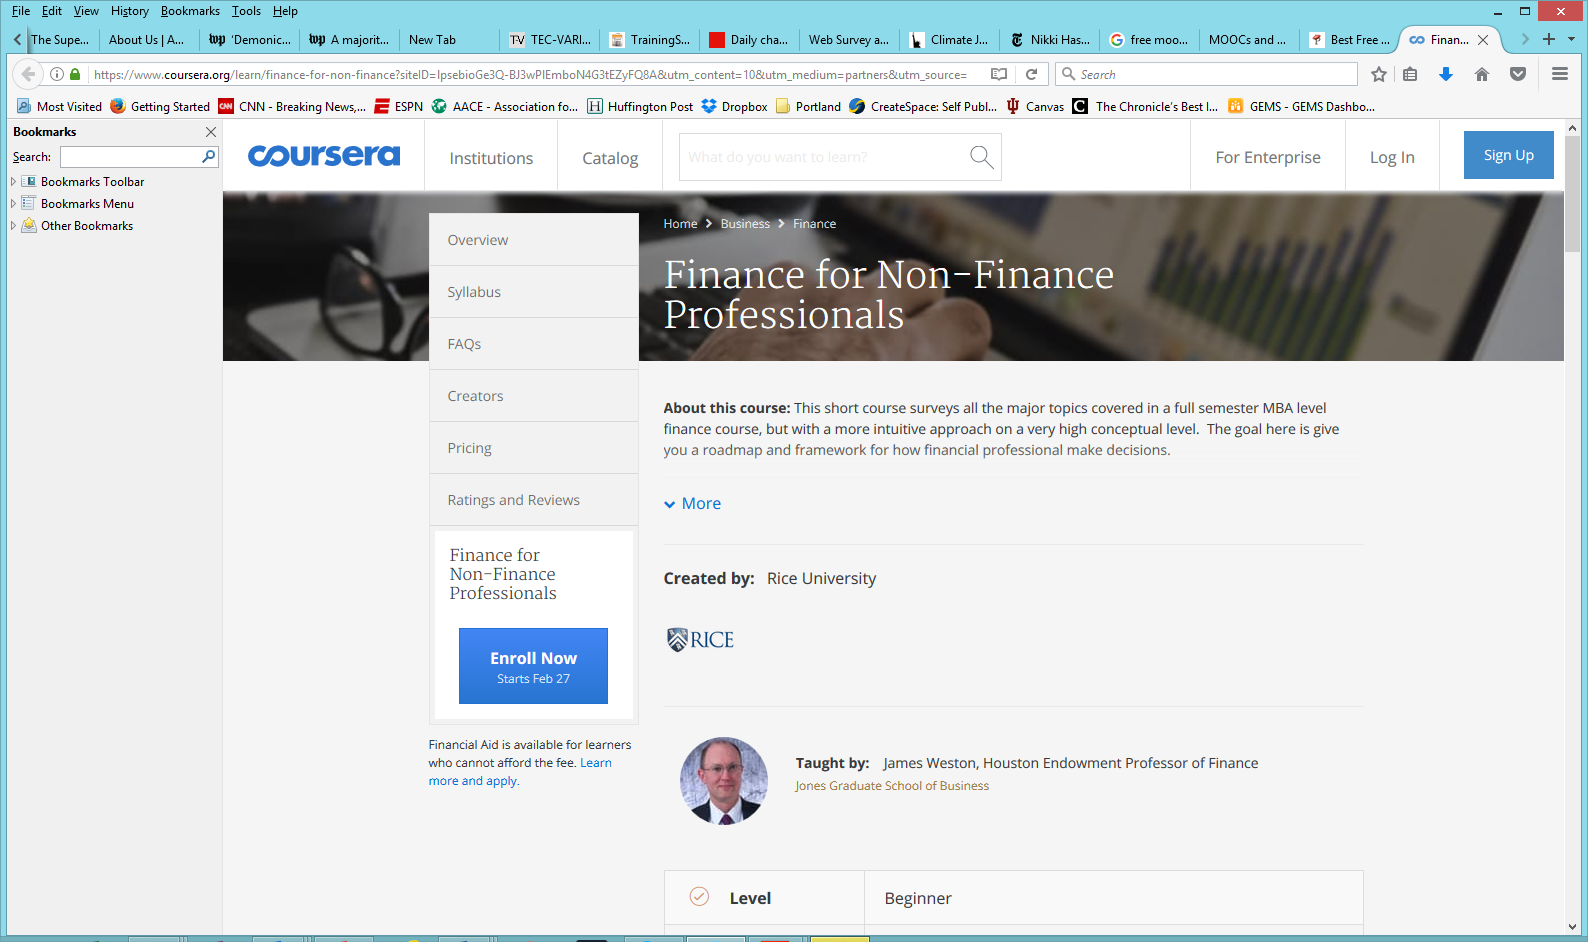 File Edit View History Bookmarks Tools Help
The Supe... About Us | A... 'Demonic... A majorit... New Tab TEC-VARI... TrainingS... Daily cha... Web Survey a... Climate J... Nikki Has... free moo... MOOCs and ... Best Free ... Finan...
https://www.coursera.org/learn/finance-for-non-finance?siteID=lpsebioGe3Q-BJ3wPlEmboN4G3tEZyFQ8A&utm_content=10&utm_medium=partners&utm_source= Search
Most Visited Getting Started CNN - Breaking News,... ESPN AACE - Association fo... Huffington Post Dropbox Portland CreateSpace: Self Publ... Canvas The Chronicle's Best I... GEMS - GEMS Dashbo...
Bookmarks
Search:
Bookmarks Toolbar
Bookmarks Menu
Other Bookmarks
coursera Institutions Catalog What do you want to learn? For Enterprise Log In Sign Up
Overview
Syllabus
FAQs
Creators
Pricing
Ratings and Reviews
Finance for
Non-Finance
Professionals
Enroll Now
Starts Feb 27
Financial Aid is available for learners
who cannot afford the fee. Learn
more and apply.
Home Business Finance
Finance for Non-Finance
Professionals
About this course: This short course surveys all the major topics covered in a full semester MBA level
finance course, but with a more intuitive approach on a very high conceptual level. The goal here is give
you a roadmap and framework for how financial professional make decisions.
More
Created by: Rice University
RICE
Taught by: James Weston, Houston Endowment Professor of Finance
Jones Graduate School of Business
Level Beginner